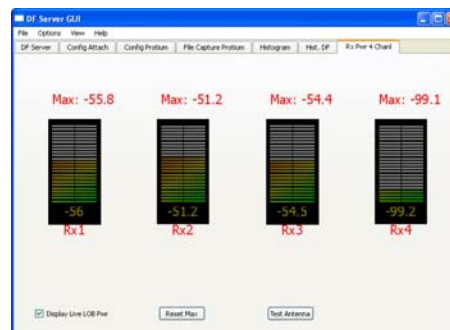 DF Server GUI
File Options View Help
DF Server Config Attach Config Protium File Capture Protium Histogram Hist. DF Rx Pwr 4 Chanl
Max: -55.8 Max: -51.2 Max: -54.4 Max: -99.1
-56 -51.2 -54.5 -99.2
Rx1 Rx2 Rx3 Rx4
Display Live LOB Pwr Reset Max Test Antenna